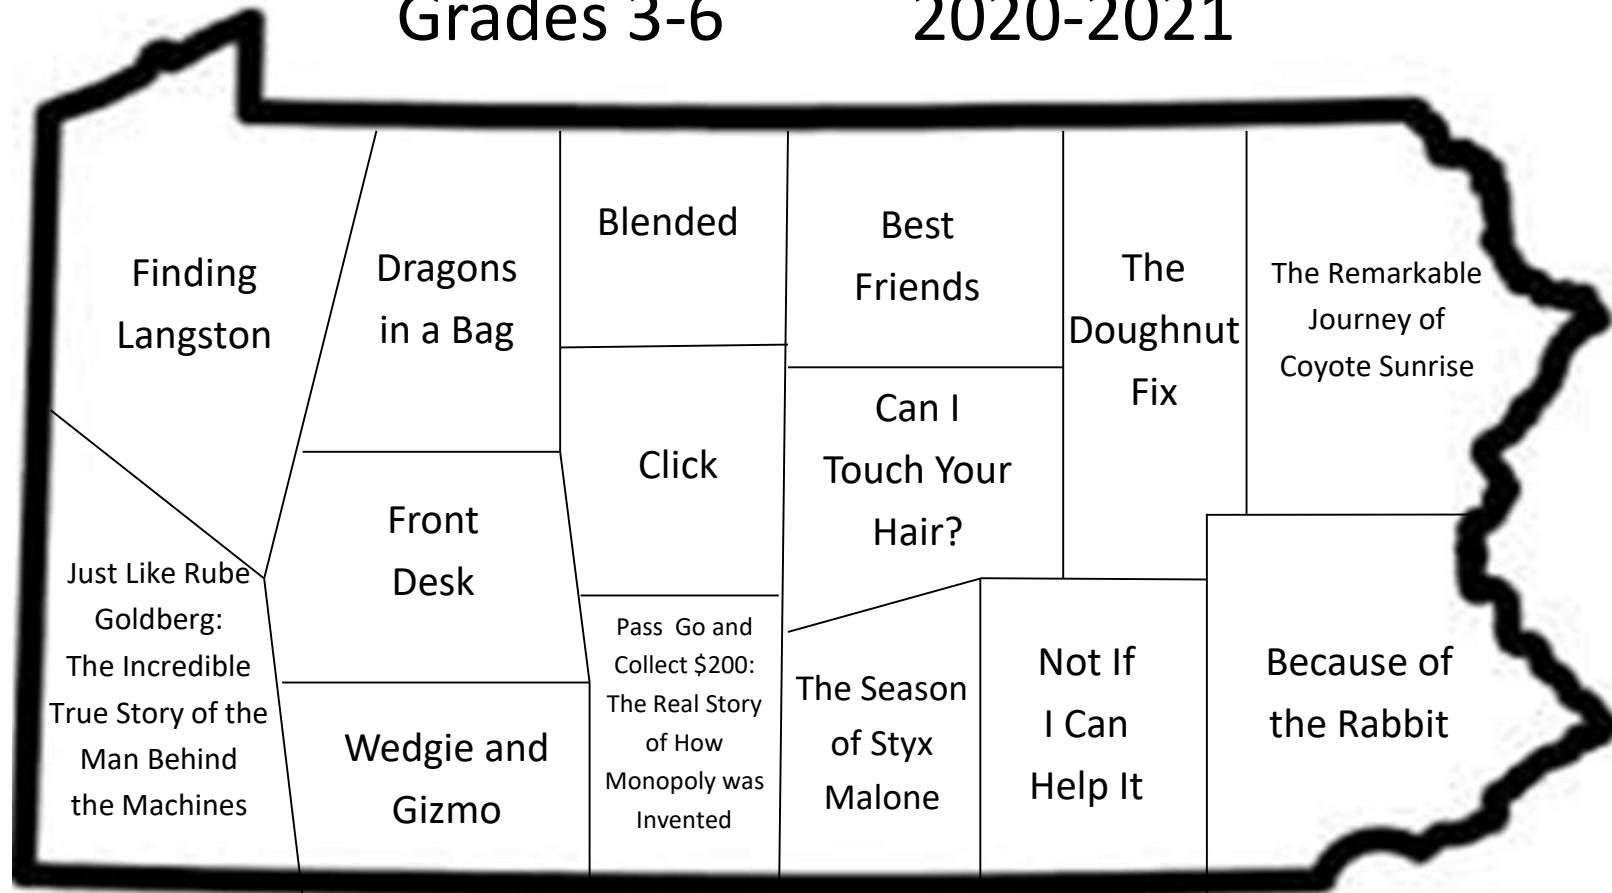 Grades 3-6 2020-2021
Finding
Langston
Dragons
in a Bag
Blended
Best
Friends
The
Doughnut
Fix
The Remarkable
Journey of
Coyote Sunrise
Can I
Touch Your
Hair?
Click
Front
Desk
Just Like Rube
Goldberg:
The Incredible
True Story of the
Man Behind
the Machines
Wedgie and
Gizmo
Pass Go and
Collect $200:
The Real Story
of How
Monopoly was
Invented
The Season
of Styx
Malone
Not If
I Can
Help It
Because of
the Rabbit